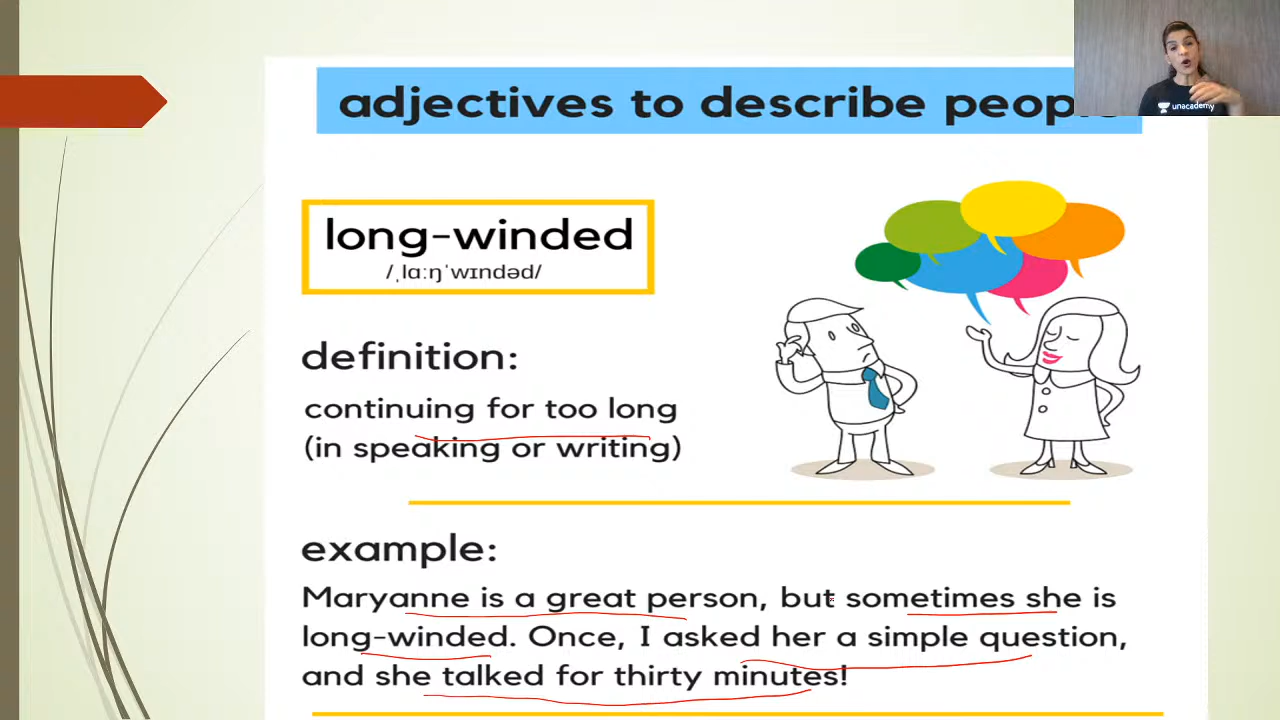 adjectives to describe people
unacademy
long-winded
/ˌlɑːŋˈwɪndəd/
definition:
continuing for too long
(in speaking or writing)
example:
Maryanne is a great person, but sometimes she is
long-winded. Once, I asked her a simple question,
and she talked for thirty minutes!